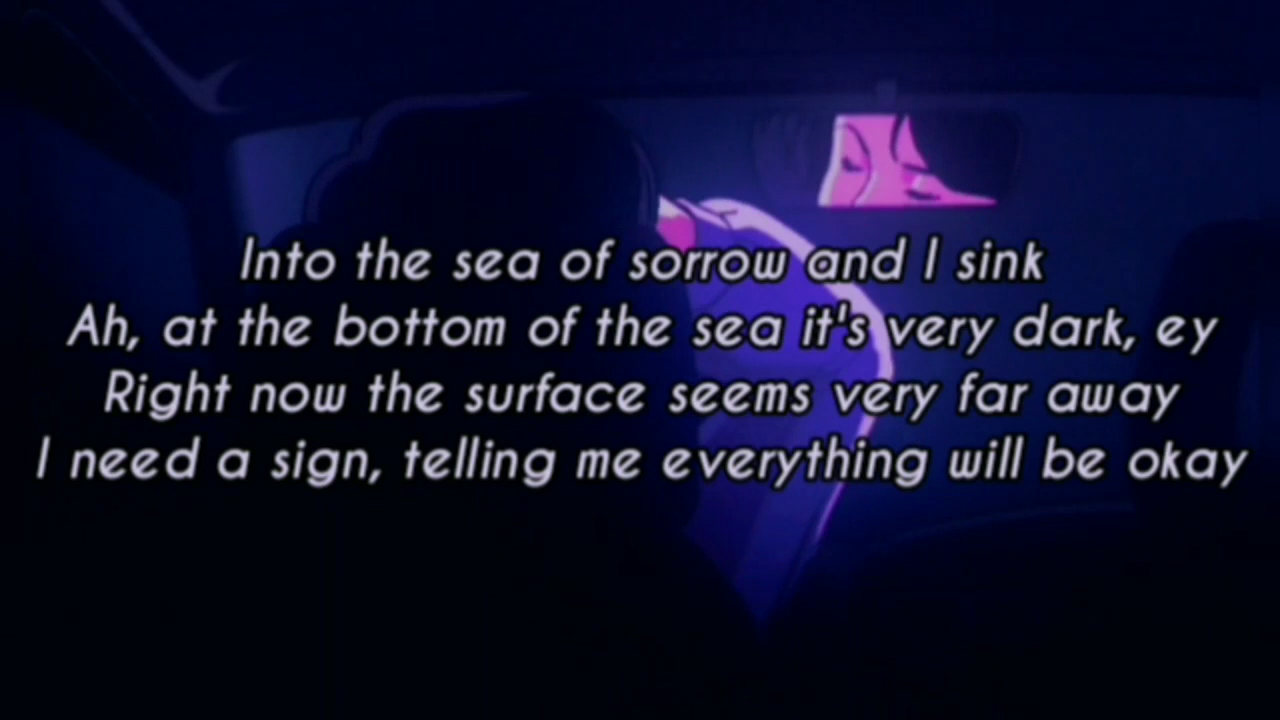 Into the sea of sorrow and I sink
Ah, at the bottom of the sea it's very dark, ey
Right now the surface seems very far away
I need a sign, telling me everything will be okay